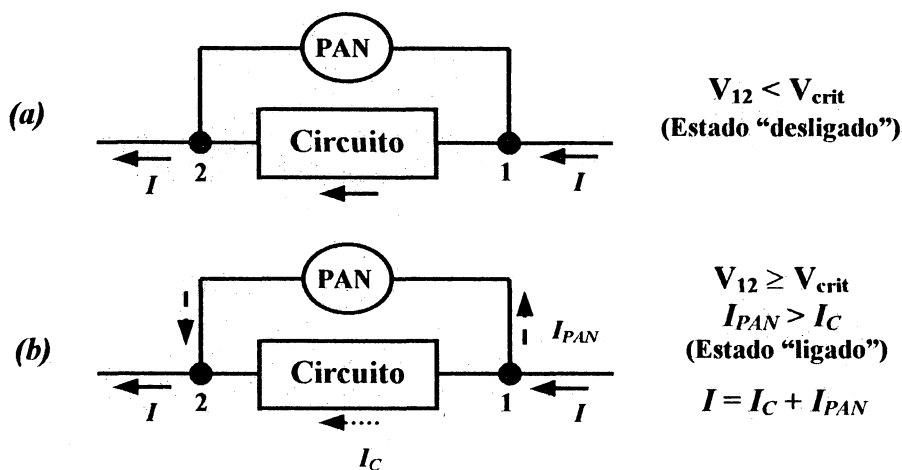 (a)
PAN
Circuito
I
2
1
I
V12 < Vcrit
(Estado “desligado”)
(b)
PAN
IPAN
Circuito
I
2
1
I
IC
V12 ≥ Vcrit
IPAN > IC
(Estado “ligado”)
I = IC + IPAN